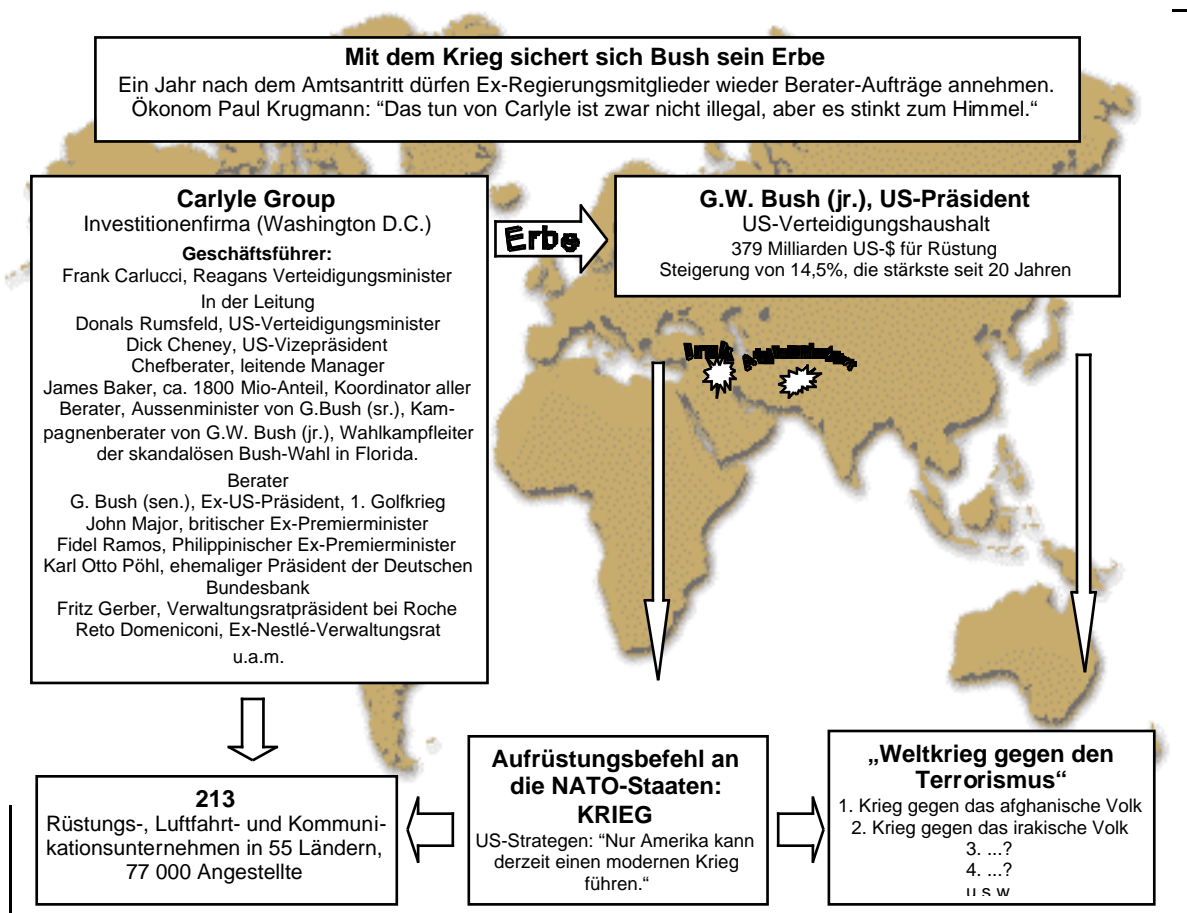 Mit dem Krieg sichert sich Bush sein Erbe
Ein Jahr nach dem Amtsantritt dürfen Ex-Regierungsmitglieder wieder Berater-Aufträge annehmen.
Ökonom Paul Krugmann: “Das tun von Carlyle ist zwar nicht illegal, aber es stinkt zum Himmel.“
Carlyle Group
Investitionenfirma (Washington D.C.)
Geschäftsführer:
Frank Carlucci, Reagans Verteidigungsminister
In der Leitung
Donals Rumsfeld, US-Verteidigungsminister
Dick Cheney, US-Vizepräsident
Chefberater, leitende Manager
James Baker, ca. 1800 Mio-Anteil, Koordinator aller
Berater, Aussenminister von G.Bush (sr.), Kam-
pagnenberater von G.W. Bush (jr.), Wahlkampfleiter
der skandalösen Bush-Wahl in Florida.
Berater
G. Bush (sen.), Ex-US-Präsident, 1. Golfkrieg
John Major, britischer Ex-Premierminister
Fidel Ramos, Philippinischer Ex-Premierminister
Karl Otto Pöhl, ehemaliger Präsident der Deutschen
Bundesbank
Fritz Gerber, Verwaltungsratpräsident bei Roche
Reto Domeniconi, Ex-Nestlé-Verwaltungsrat
u.a.m.
Erbe
G.W. Bush (jr.), US-Präsident
US-Verteidigungshaushalt
379 Milliarden US-$ für Rüstung
Steigerung von 14,5%, die stärkste seit 20 Jahren
Irak
213
Rüstungs-, Luftfahrt- und Kommuni-
kationsunternehmen in 55 Ländern,
77 000 Angestellte
Aufrüstungsbefehl an
die NATO-Staaten:
KRIEG
US-Strategen: “Nur Amerika kann
derzeit einen modernen Krieg
führen.“
„Weltkrieg gegen den
Terrorismus“
1. Krieg gegen das afghanische Volk
2. Krieg gegen das irakische Volk
3. ...?
4. ...?
u.s.w.